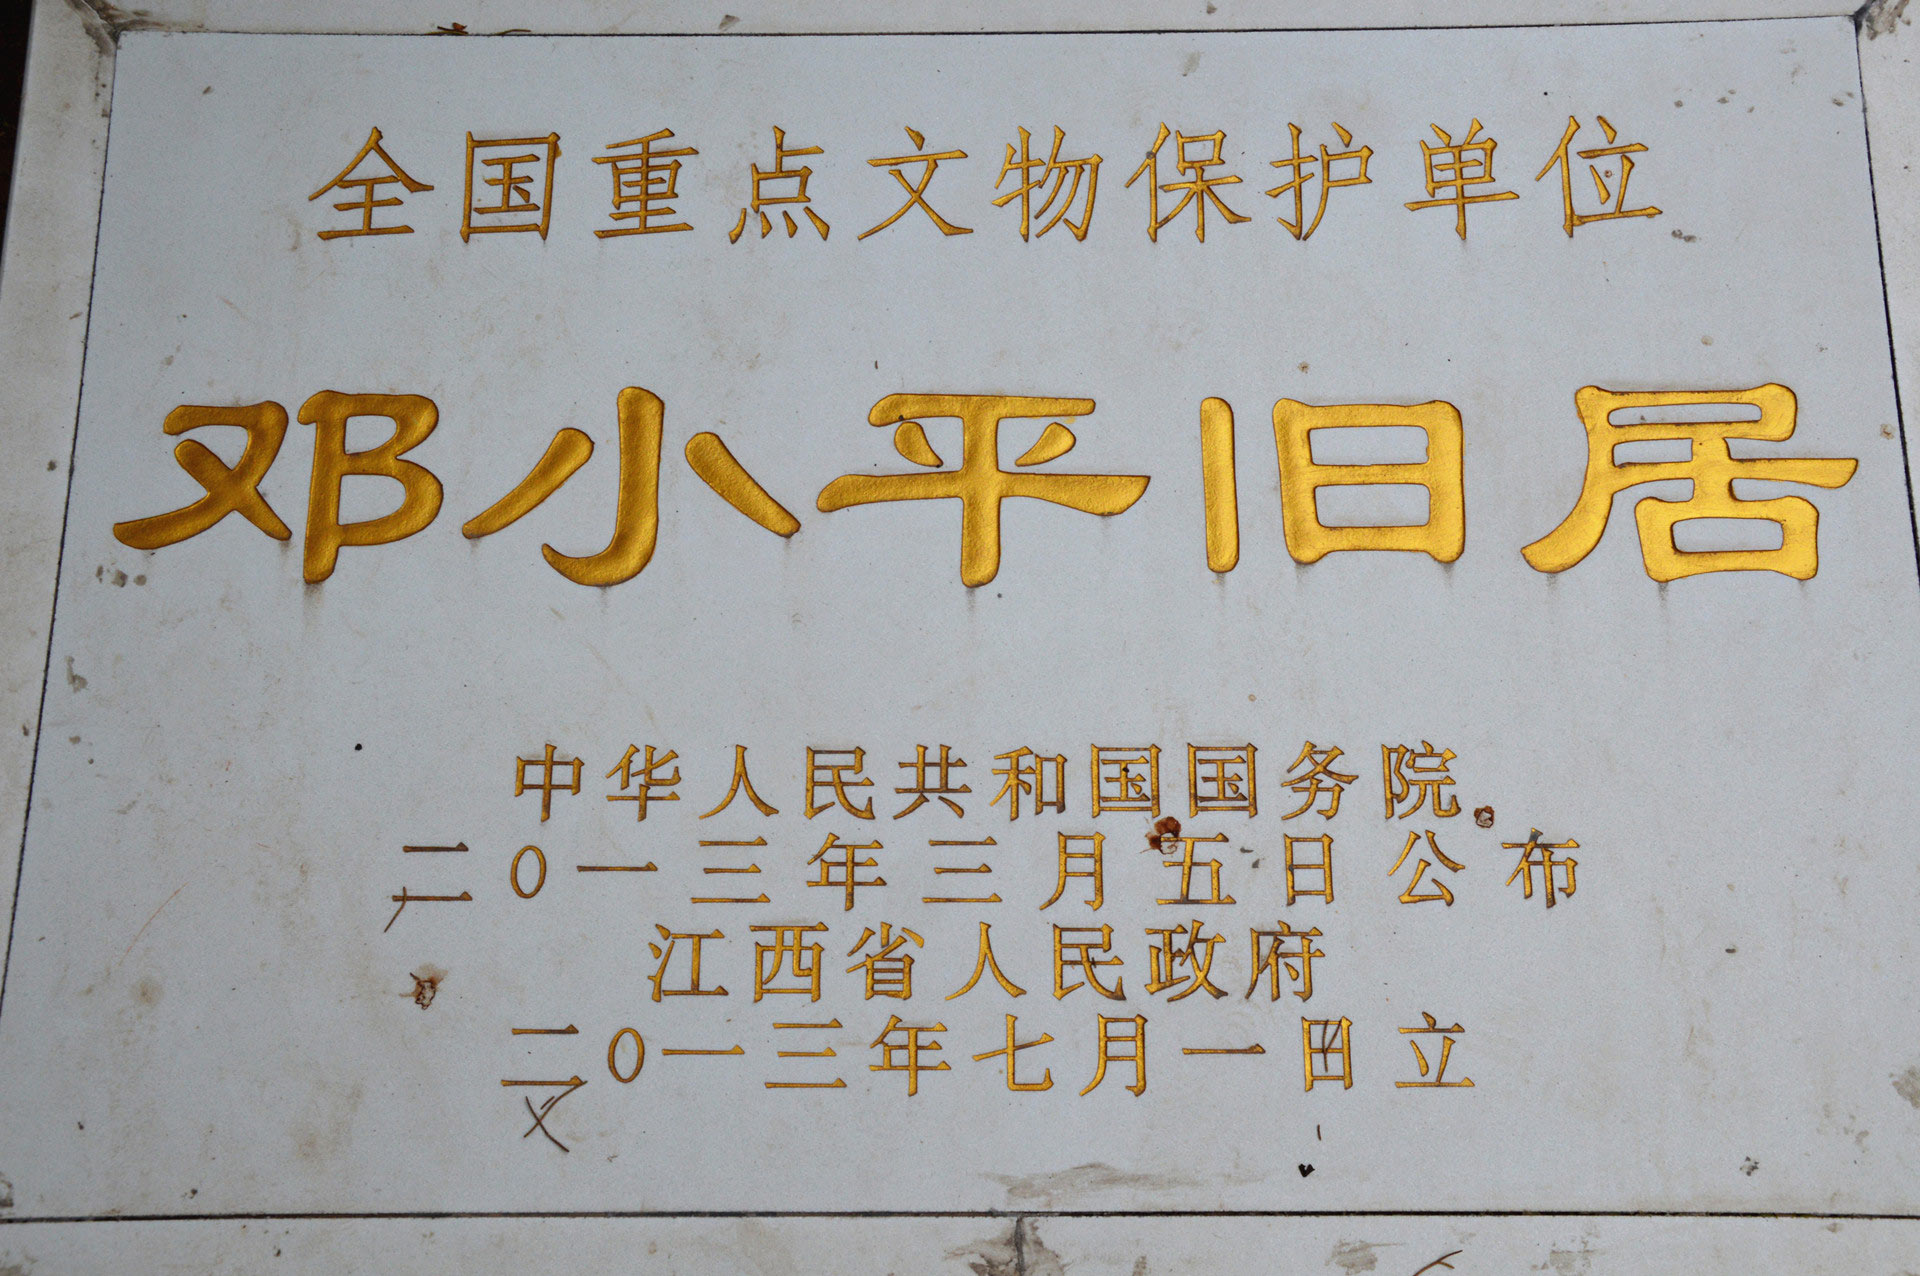 全国重点文物保护单位
邓小平旧居
中华人民共和国国务院
二〇一三年三月五日公布
江西省人民政府
二〇一三年七月一日立